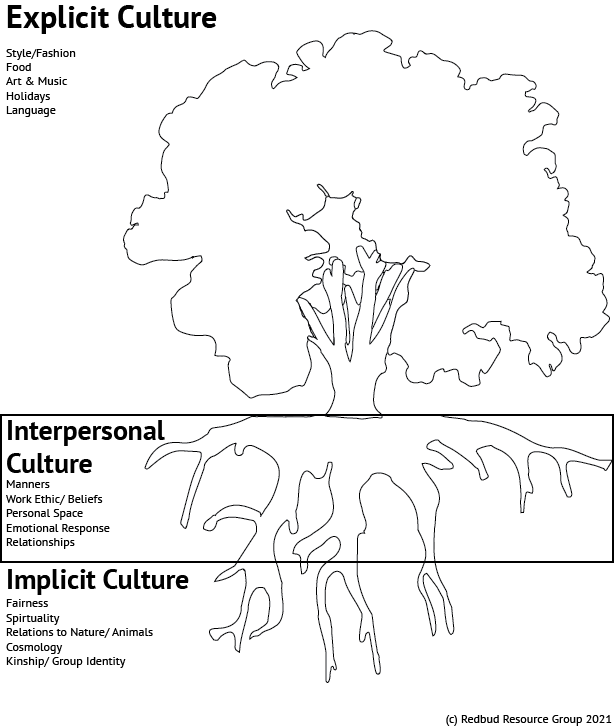 Explicit Culture
Style/Fashion
Food
Art & Music
Holidays
Language
Interpersonal
Culture
Manners
Work Ethic/ Beliefs
Personal Space
Emotional Response
Relationships
Implicit Culture
Fairness
Spirtuality
Relations to Nature/ Animals
Cosmology
Kinship/ Group Identity
(c) Redbud Resource Group 2021